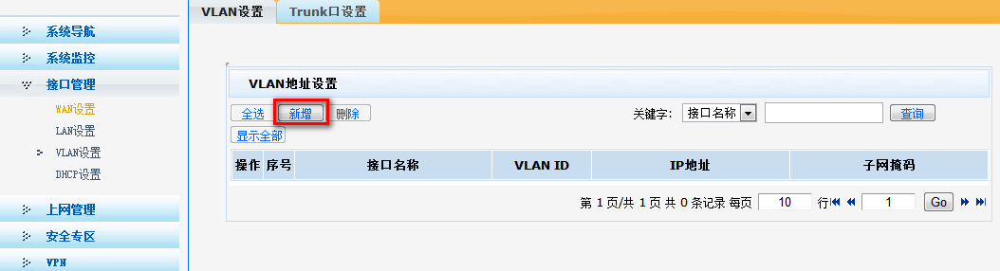 VLAN设置 Trunk口设置
系统导航
系统监控
接口管理
WAN设置
LAN设置
VLAN设置
DHCP设置
上网管理
安全专区
VPN
VLAN地址设置
全选 新增 删除 关键字: 接口名称 查询
显示全部
操作 序号 接口名称 VLAN ID IP地址 子网掩码
第 1 页/共 1 页 共 0 条记录 每页 10 行 1 Go